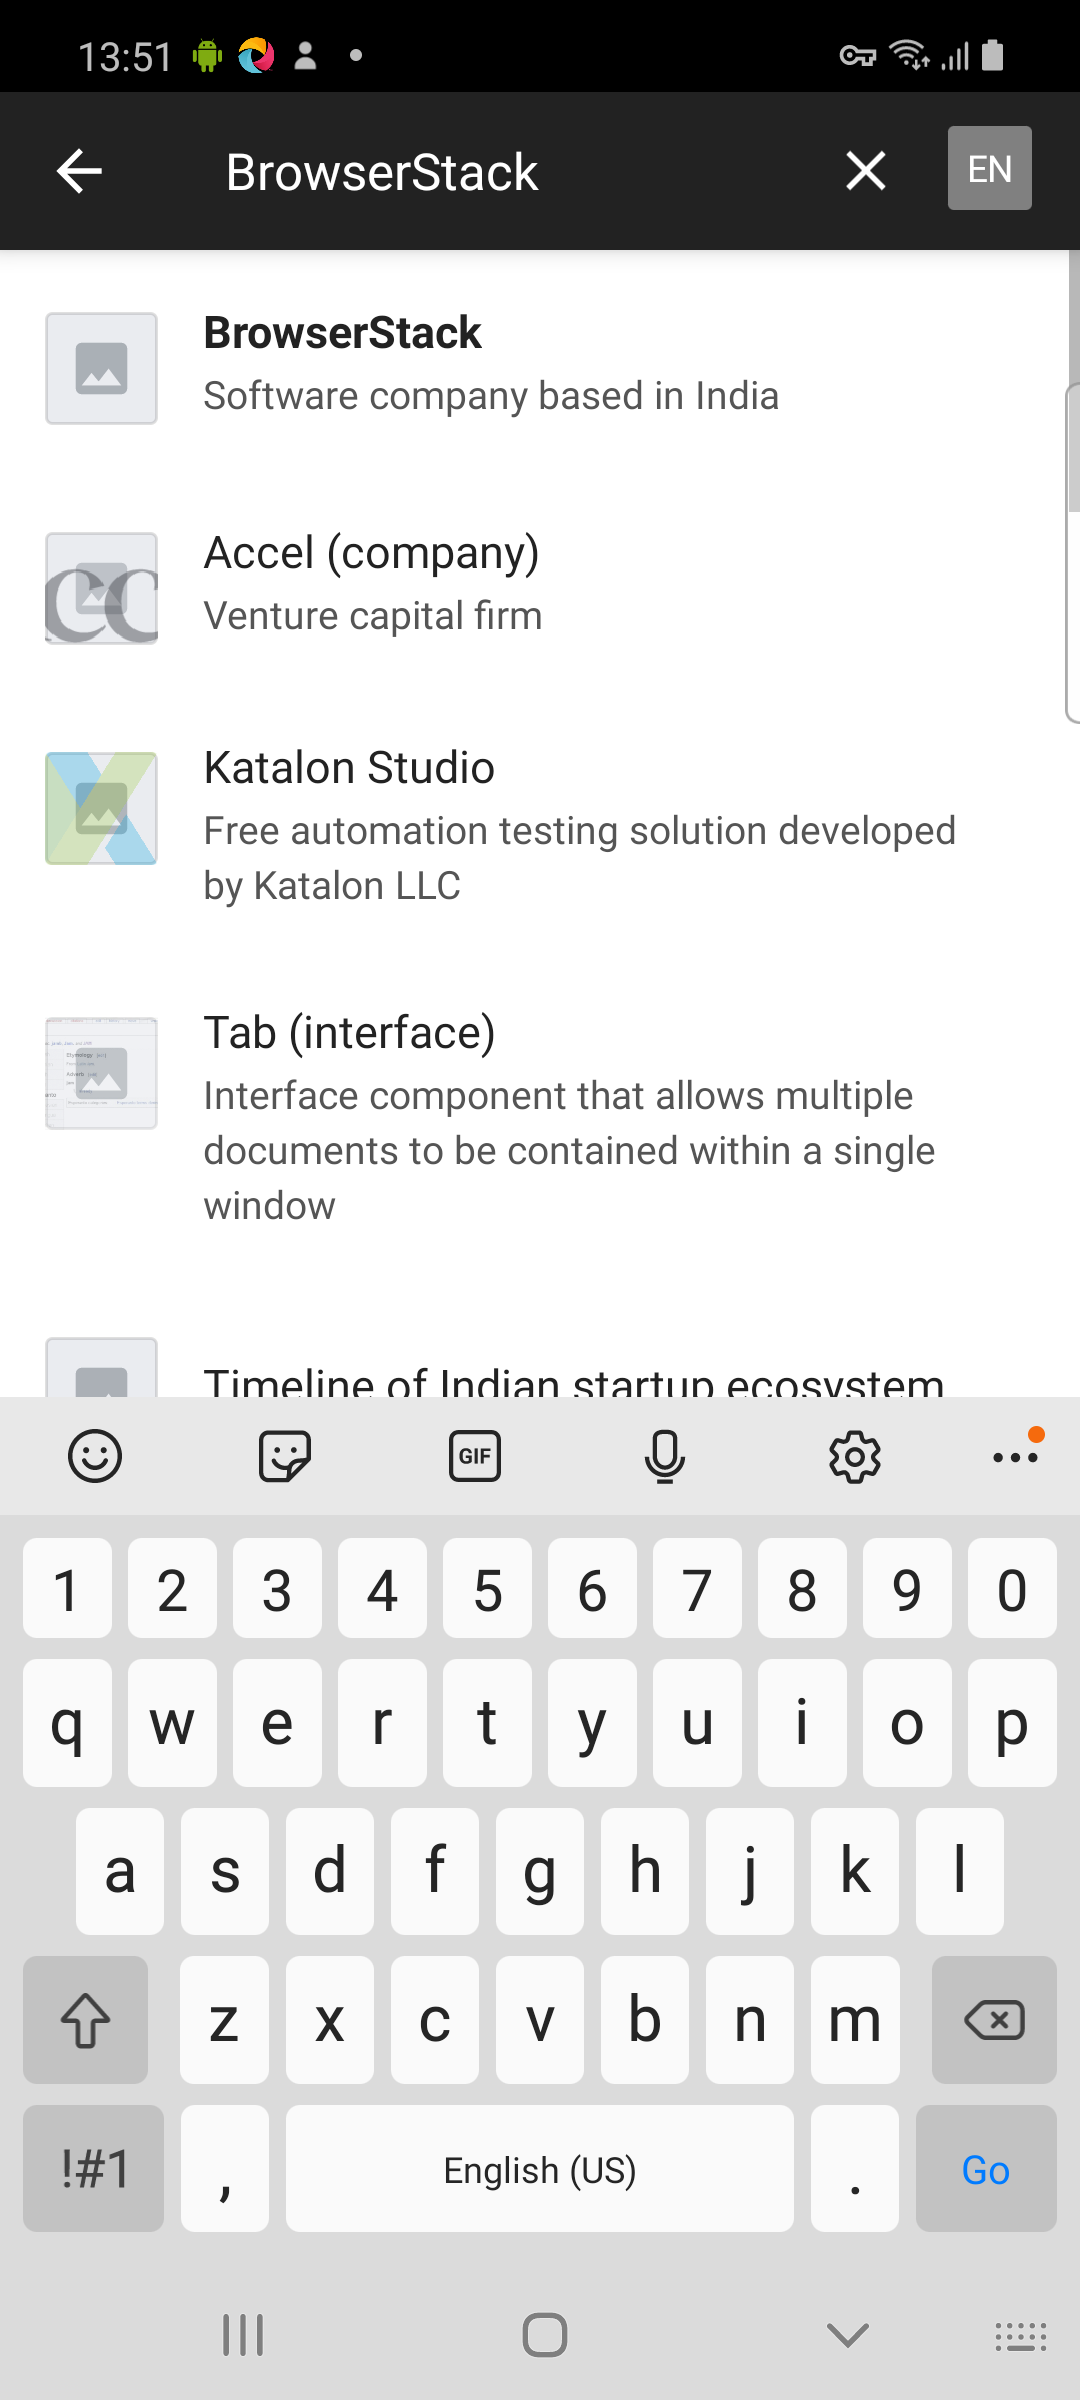 13:51
BrowserStack
EN
BrowserStack
Software company based in India
Accel (company)
Venture capital firm
Katalon Studio
Free automation testing solution developed
by Katalon LLC
Tab (interface)
Interface component that allows multiple
documents to be contained within a single
window
Timeline of Indian startup ecosystem
GIF
1 2 3 4 5 6 7 8 9 0
q w e r t y u i o p
a s d f g h j k l
z x c v b n m
!#1 , English (US) . Go